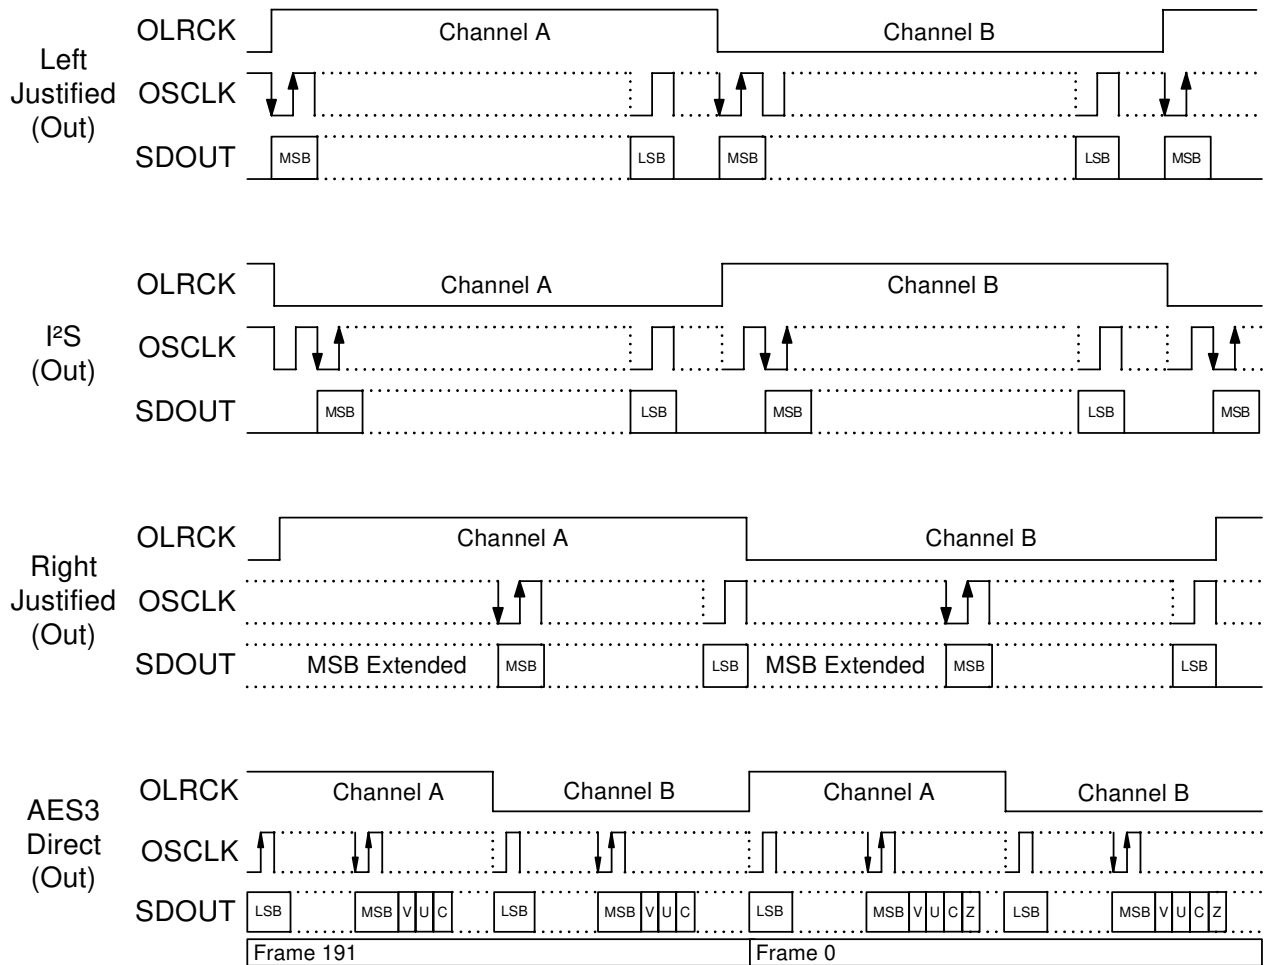 Left
Justified
(Out)
OLRCK
Channel A
Channel B
OSCLK
SDOUT
MSB
LSB
MSB
LSB
MSB
I²S
(Out)
OLRCK
Channel A
Channel B
OSCLK
SDOUT
MSB
LSB
MSB
LSB
MSB
Right
Justified
(Out)
OLRCK
Channel A
Channel B
OSCLK
SDOUT
MSB Extended
MSB
LSB
MSB Extended
MSB
LSB
AES3
Direct
(Out)
OLRCK
Channel A
Channel B
Channel A
Channel B
OSCLK
SDOUT
LSB
MSB V U C
LSB
MSB V U C
LSB
MSB V U C Z
LSB
MSB V U C Z
Frame 191
Frame 0